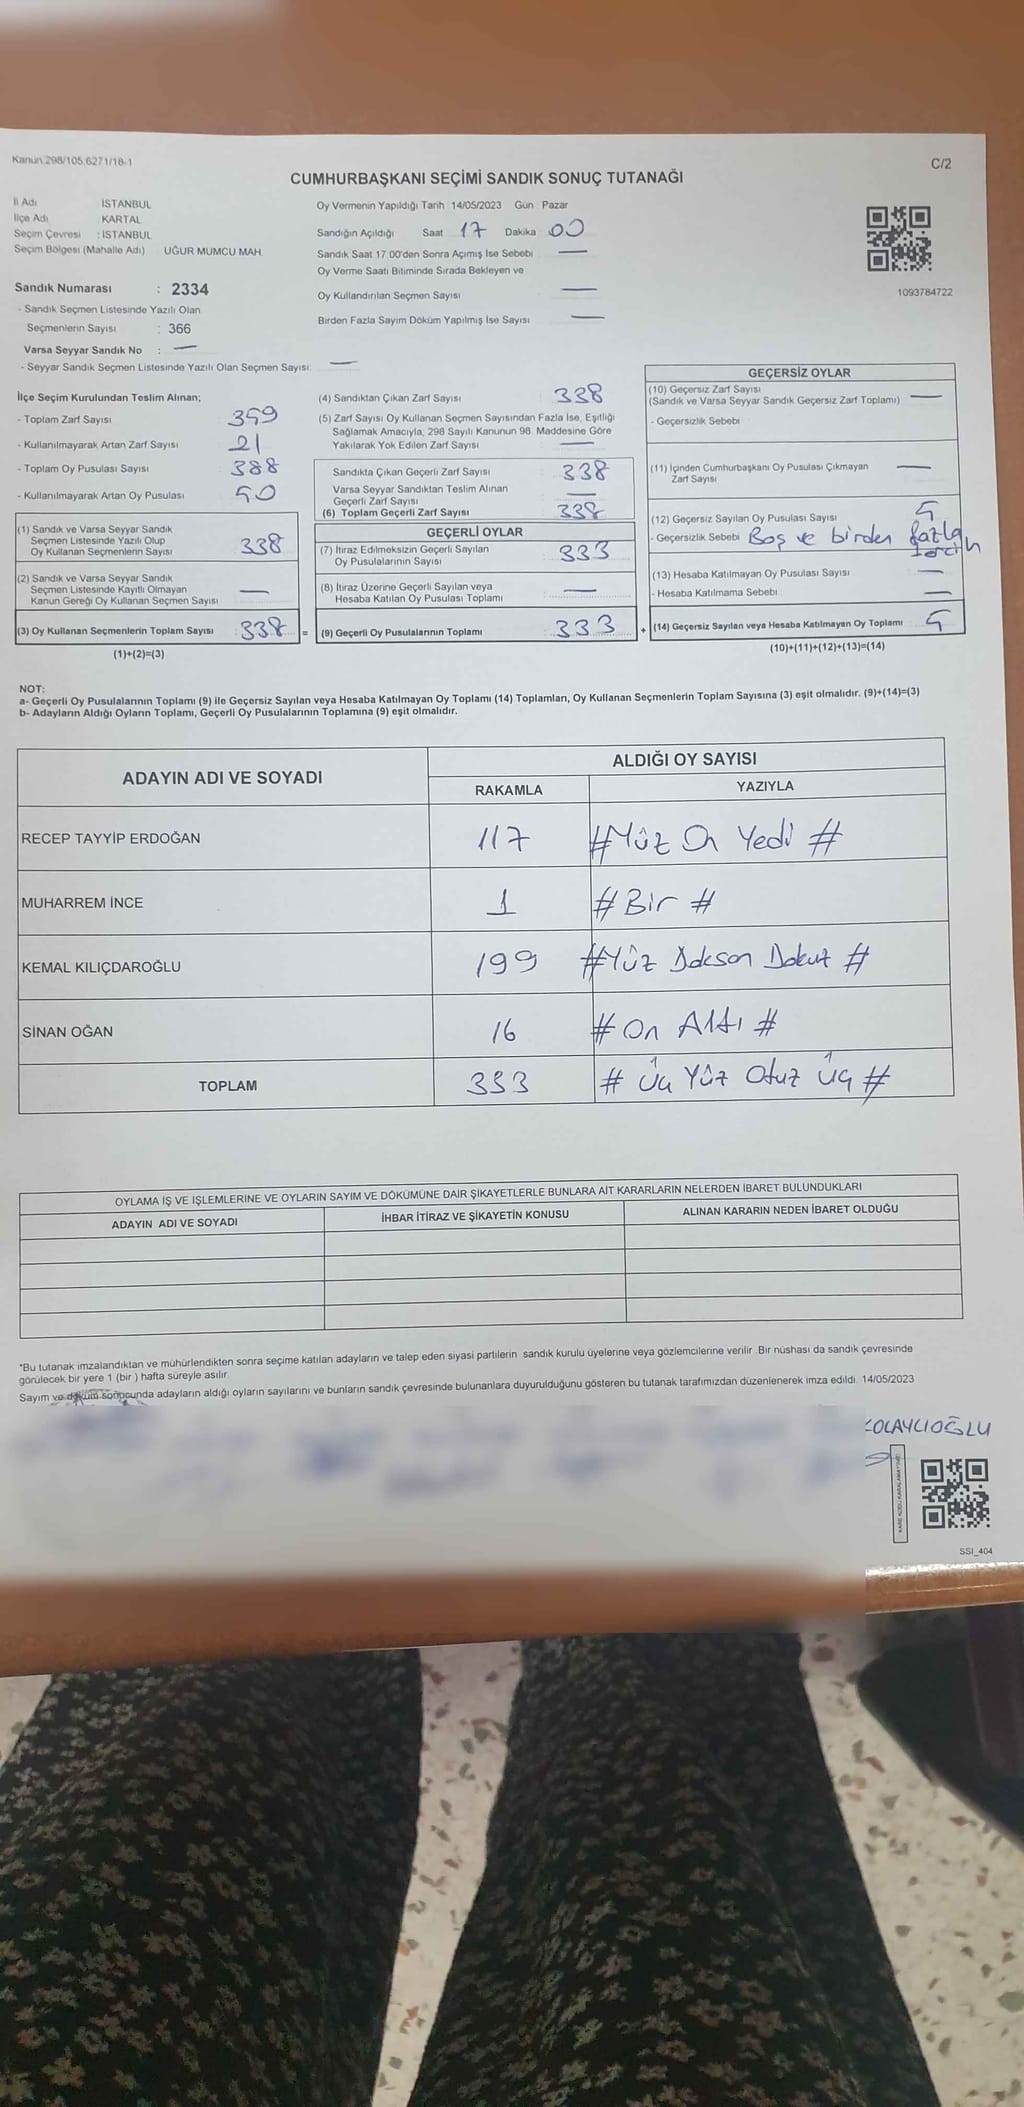 Kanun.298/105,6271/18-1
C/2
CUMHURBAŞKANI SEÇİMİ SANDIK SONUÇ TUTANAĞI
İl Adı İSTANBUL
İlçe Adı KARTAL
Seçim Çevresi : İSTANBUL
Seçim Bölgesi (Mahalle Adı) UĞUR MUMCU MAH.
Sandık Numarası : 2334
- Sandık Seçmen Listesinde Yazılı Olan
Seçmenlerin Sayısı : 366
Varsa Seyyar Sandık No : —
- Seyyar Sandık Seçmen Listesinde Yazılı Olan Seçmen Sayısı: —
Oy Vermenin Yapıldığı Tarih : 14/05/2023 Gün : Pazar
Sandığın Açıldığı Saat 17 Dakika 00
Sandık Saat 17.00'den Sonra Açımış İse Sebebi —
Oy Verme Saati Bitiminde Sırada Bekleyen ve
Oy Kullandırılan Seçmen Sayısı —
Birden Fazla Sayım Döküm Yapılmış İse Sayısı —
1093784722
İlçe Seçim Kurulundan Teslim Alınan;
- Toplam Zarf Sayısı 359
- Kullanılmayarak Artan Zarf Sayısı 21
- Toplam Oy Pusulası Sayısı 388
- Kullanılmayarak Artan Oy Pusulası 50
(1) Sandık ve Varsa Seyyar Sandık
Seçmen Listesinde Yazılı Olup
Oy Kullanan Seçmenlerin Sayısı 338
(2) Sandık ve Varsa Seyyar Sandık
Seçmen Listesinde Kayıtlı Olmayan
Kanun Gereği Oy Kullanan Seçmen Sayısı —
(3) Oy Kullanan Seçmenlerin Toplam Sayısı 338 =
(1)+(2)=(3)
(4) Sandıktan Çıkan Zarf Sayısı 338
(5) Zarf Sayısı Oy Kullanan Seçmen Sayısından Fazla İse, Eşitliği
Sağlamak Amacıyla; 298 Sayılı Kanunun 98. Maddesine Göre
Yakılarak Yok Edilen Zarf Sayısı —
Sandıkta Çıkan Geçerli Zarf Sayısı 338
Varsa Seyyar Sandıktan Teslim Alınan
Geçerli Zarf Sayısı —
(6) Toplam Geçerli Zarf Sayısı 338
GEÇERLİ OYLAR
(7) İtiraz Edilmeksizin Geçerli Sayılan
Oy Pusulalarının Sayısı 333
(8) İtiraz Üzerine Geçerli Sayılan veya
Hesaba Katılan Oy Pusulası Toplamı —
(9) Geçerli Oy Pusulalarının Toplamı 333 +
GEÇERSİZ OYLAR
(10) Geçersiz Zarf Sayısı
(Sandık ve Varsa Seyyar Sandık Geçersiz Zarf Toplamı) —
- Geçersizlik Sebebi
(11) İçinden Cumhurbaşkanı Oy Pusulası Çıkmayan
Zarf Sayısı —
(12) Geçersiz Sayılan Oy Pusulası Sayısı 5
- Geçersizlik Sebebi Boş ve birden fazla
tercih
(13) Hesaba Katılmayan Oy Pusulası Sayısı —
- Hesaba Katılmama Sebebi —
(14) Geçersiz Sayılan veya Hesaba Katılmayan Oy Toplamı 5
(10)+(11)+(12)+(13)=(14)
NOT:
a- Geçerli Oy Pusulalarının Toplamı (9) ile Geçersiz Sayılan veya Hesaba Katılmayan Oy Toplamı (14) Toplamları, Oy Kullanan Seçmenlerin Toplam Sayısına (3) eşit olmalıdır. (9)+(14)=(3)
b- Adayların Aldığı Oyların Toplamı, Geçerli Oy Pusulalarının Toplamına (9) eşit olmalıdır.
ADAYIN ADI VE SOYADI
ALDIĞI OY SAYISI
RAKAMLA YAZIYLA
RECEP TAYYİP ERDOĞAN 117 #Yüz On Yedi #
MUHARREM İNCE 1 # Bir #
KEMAL KILIÇDAROĞLU 199 #Yüz Doksan Dokuz #
SİNAN OĞAN 16 # On Altı #
TOPLAM 333 # Üç Yüz Otuz Üç #
OYLAMA İŞ VE İŞLEMLERİNE VE OYLARIN SAYIM VE DÖKÜMÜNE DAİR ŞİKAYETLERLE BUNLARA AİT KARARLARIN NELERDEN İBARET BULUNDUKLARI
ADAYIN ADI VE SOYADI İHBAR İTİRAZ VE ŞİKAYETİN KONUSU ALINAN KARARIN NEDEN İBARET OLDUĞU
*Bu tutanak imzalandıktan ve mühürlendikten sonra seçime katılan adayların ve talep eden siyasi partilerin sandık kurulu üyelerine veya gözlemcilerine verilir. Bir nüshası da sandık çevresinde
görülecek bir yere 1 (bir ) hafta süreyle asılır.
Sayım ve döküm sonucunda adayların aldığı oyların sayılarını ve bunların sandık çevresinde bulunanlara duyurulduğunu gösteren bu tutanak tarafımızdan düzenlenerek imza edildi. 14/05/2023
KOLAYLIOĞLU
SSI_404